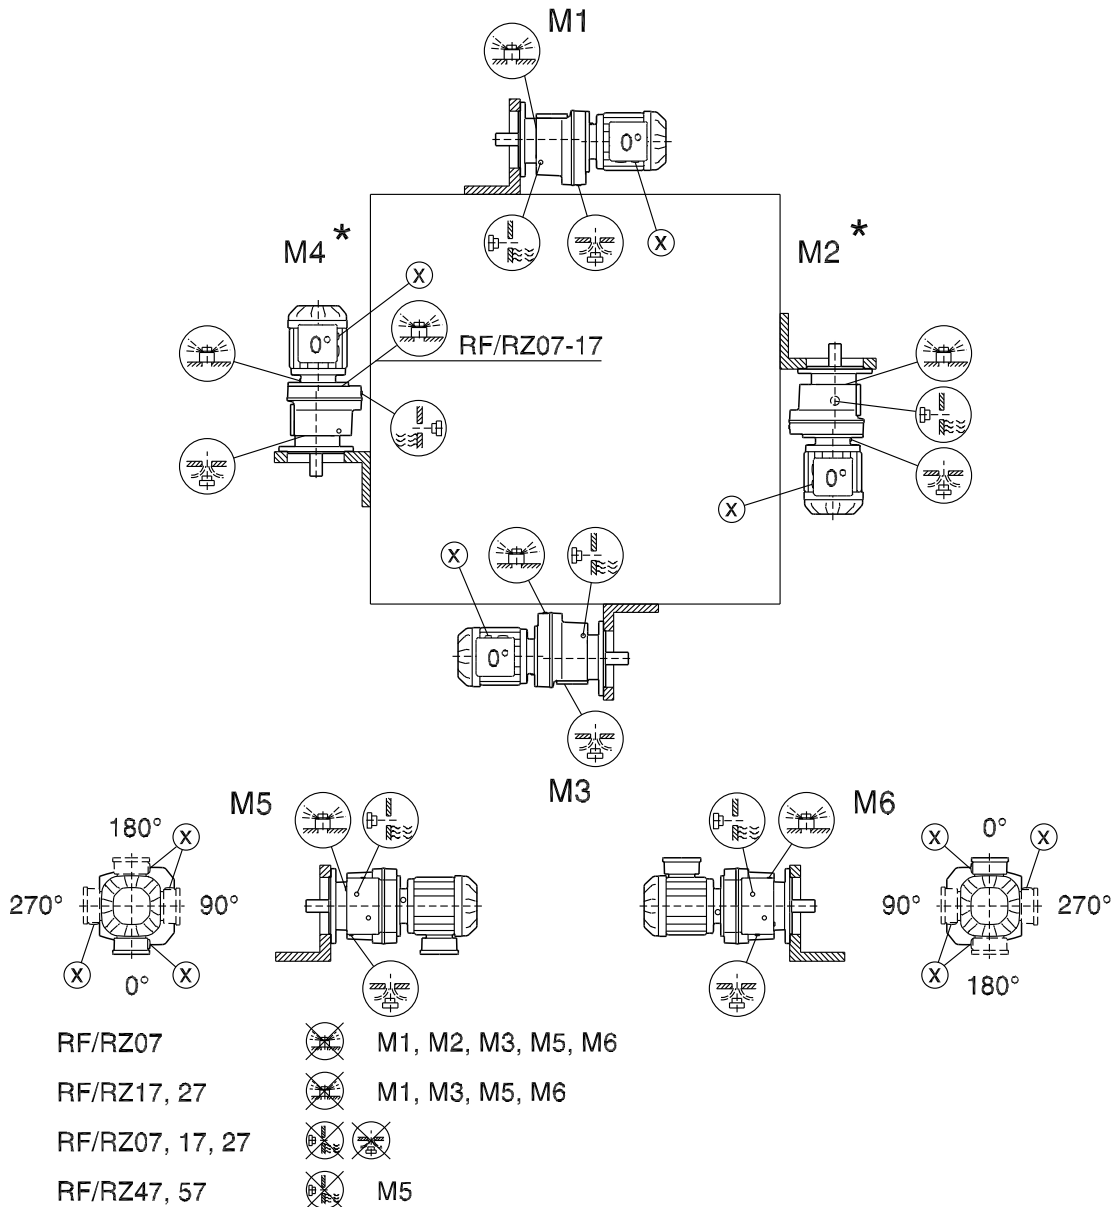 M1
0°
X
M4 *
M2 *
X
0°
RF/RZ07-17
0°
X
X
0°
M3
M5
M6
180°
X
270°
90°
X
0°
X
0°
X
X
90°
270°
X
180°
RF/RZ07 M1, M2, M3, M5, M6
RF/RZ17, 27 M1, M3, M5, M6
RF/RZ07, 17, 27
RF/RZ47, 57 M5